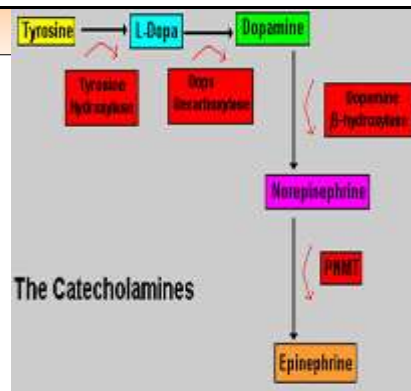 Tyrosine
L-Dopa
Dopamine
Tyrosine
Hydroxylase
Dopa
Decarboxylase
Dopamine
β-hydroxylase
Norepinephrine
PNMT
The Catecholamines
Epinephrine